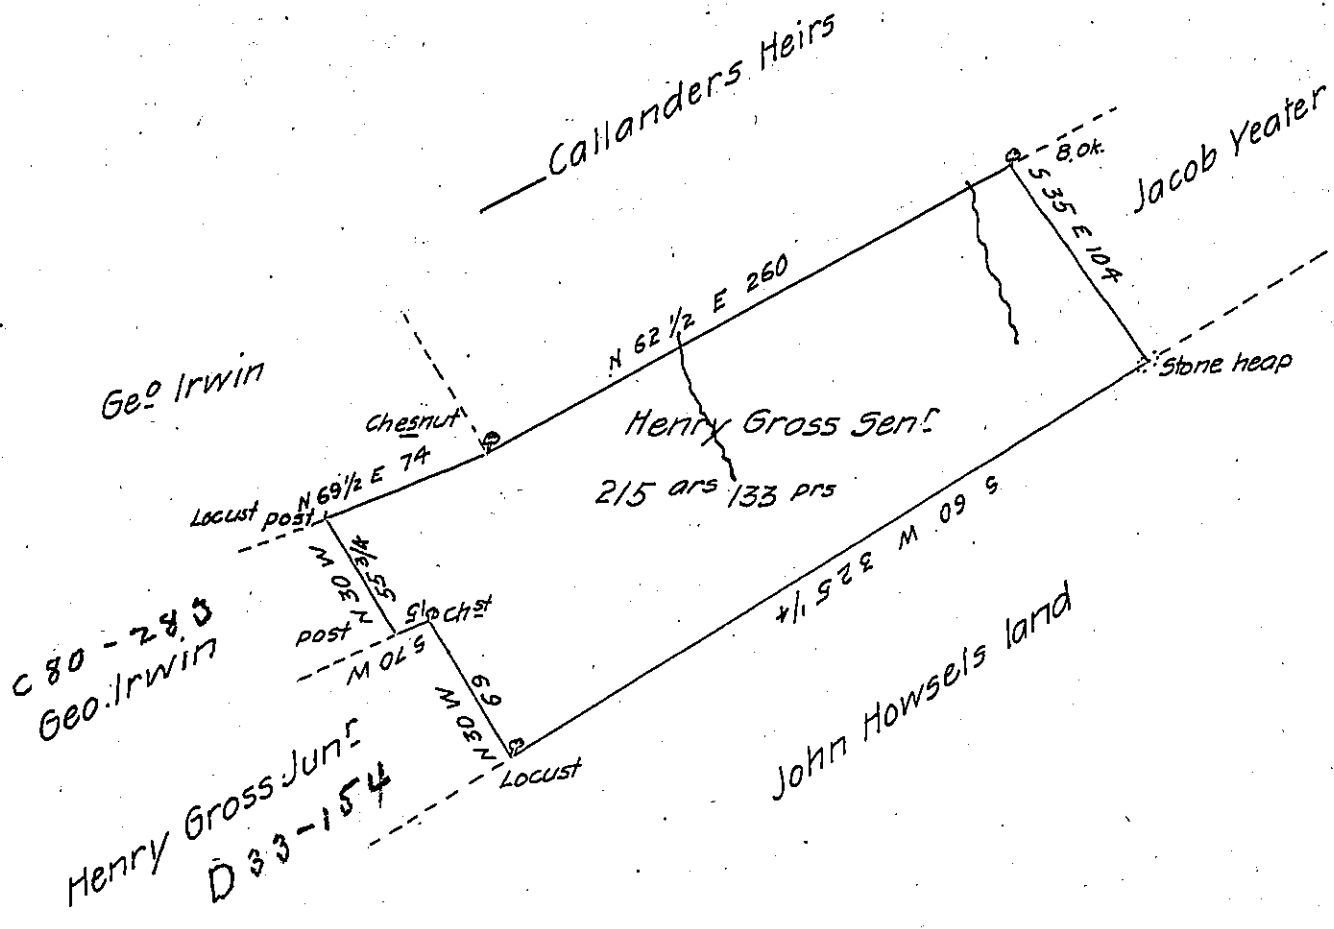 Callanders Heirs
Jacob Yeater
B.Ok.
S 35 E 104
N 62 1/2 E 260
Geo Irwin
Chesnut
N 69 1/2 E 74
Locust post
Stone heap
Henry Gross Senr
215 ars 133 prs
S 60 W 325 1/4
N 30 W 55 3/4
post
S 70 W 15
Chst
N 30 W 69
Locust
John Howsels land
C 80 - 283
Geo. Irwin
Henry Gross Junr
D 33 - 154